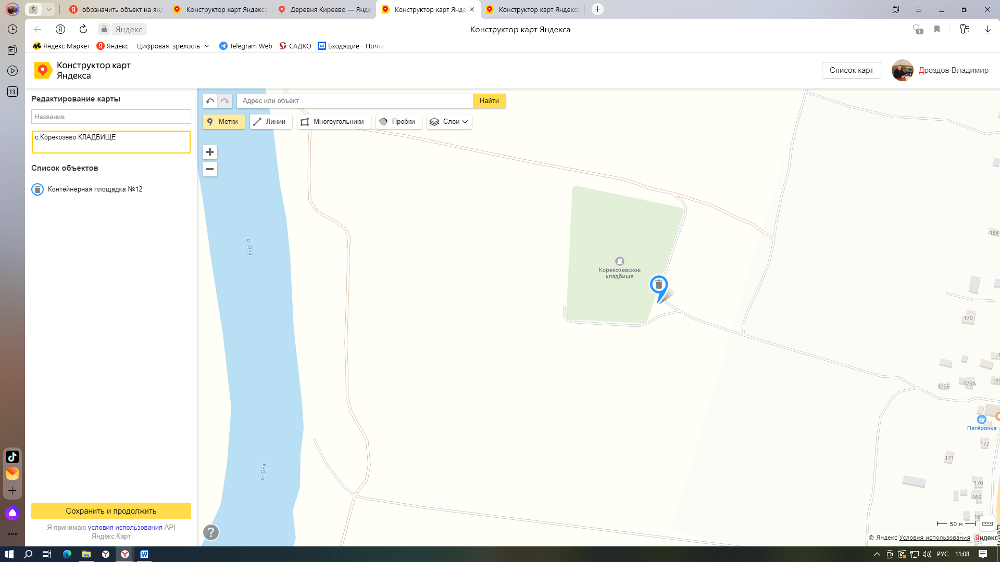 5
обозначить объект на янд
Конструктор карт Яндекса
Деревня Киреево — Янде
Конструктор карт Яндe
Конструктор карт Яндекса
Яндекс
Конструктор карт Яндекса
1
Яндекс Маркет
Яндекс
Цифровая зрелость
Telegram Web
САДКО
Входящие - Почта
13
Конструктор карт
Яндекса
Список карт
Дроздов Владимир
Редактирование карты
Название
с.Корекозево КЛАДБИЩЕ
Список объектов
Контейнерная площадка №12
Адрес или объект
Найти
Метки
Линии
Многоугольники
Пробки
Слои
р. Ока
Корекозевское
кладбище
184
179
175Б
175А
175
Пятёрочка
172
171
170
169
р. Ока
50 м
Сохранить и продолжить
Я принимаю условия использования API
Яндекс.Карт
?
© Яндекс Условия использования
Яндекс
РУС
11:08